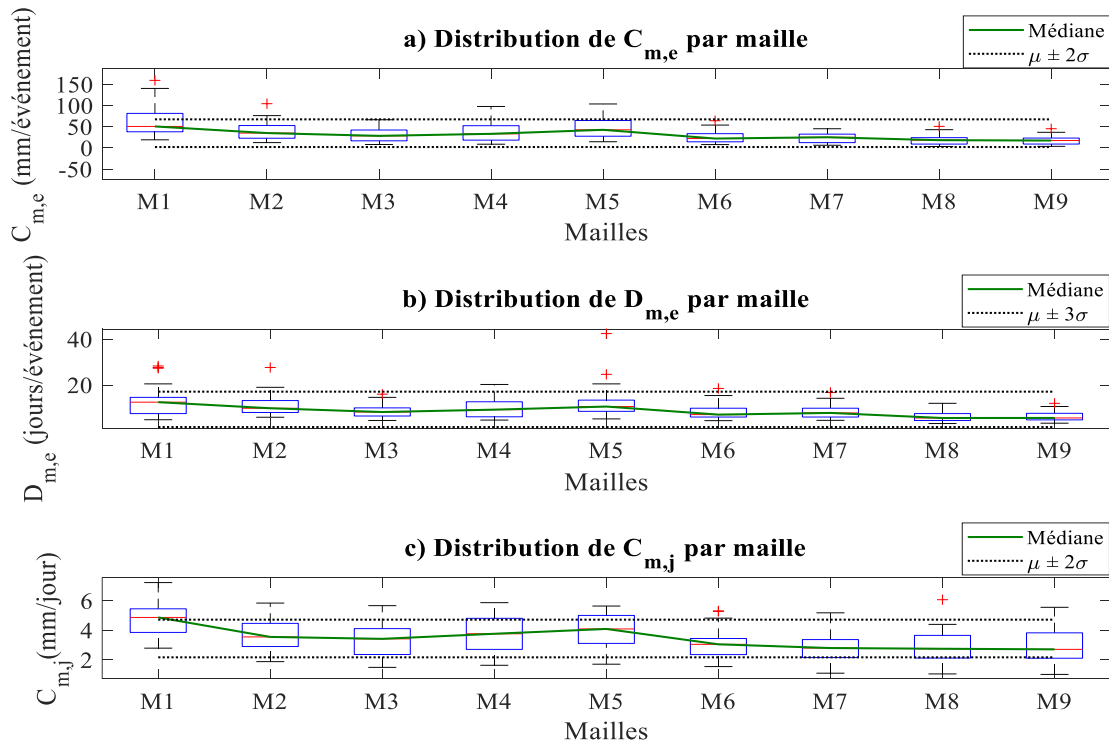 a) Distribution de C_m,e par maille
Médiane
μ ± 2σ
C_m,e (mm/événement)
150
100
50
0
-50
M1 M2 M3 M4 M5 M6 M7 M8 M9
Mailles
b) Distribution de D_m,e par maille
Médiane
μ ± 3σ
D_m,e (jours/événement)
40
20
M1 M2 M3 M4 M5 M6 M7 M8 M9
Mailles
c) Distribution de C_m,j par maille
Médiane
μ ± 2σ
C_m,j (mm/jour)
6
4
2
M1 M2 M3 M4 M5 M6 M7 M8 M9
Mailles